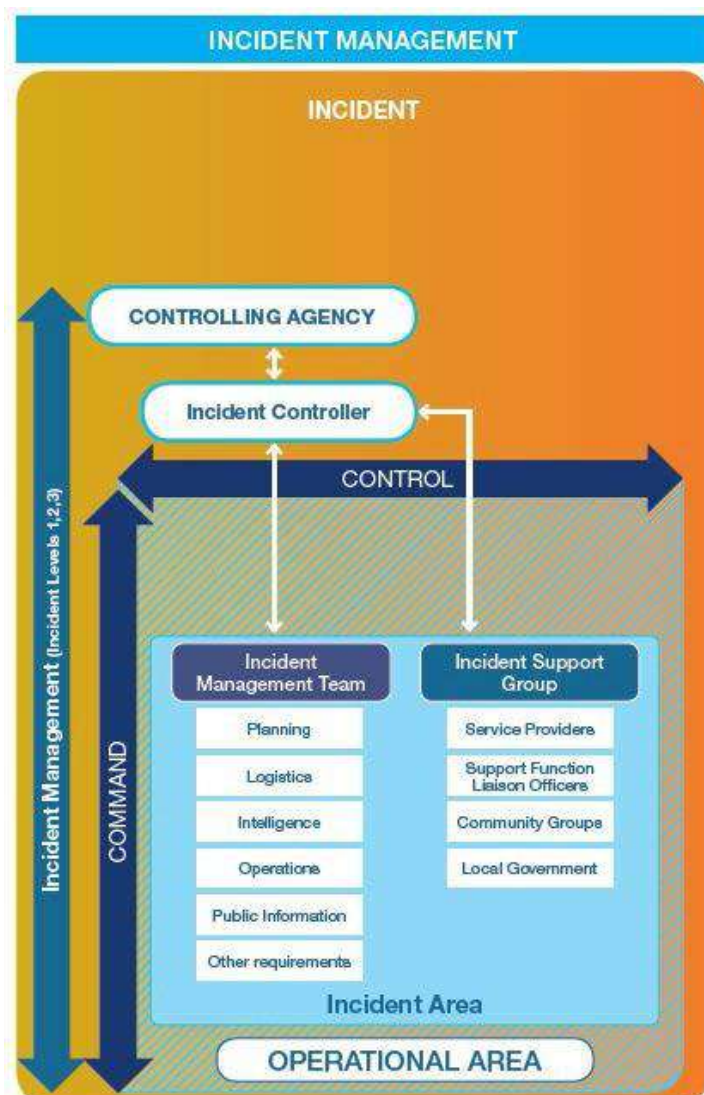 INCIDENT MANAGEMENT
INCIDENT
CONTROLLING AGENCY
Incident Controller
CONTROL
Incident Management (Incident Levels 1,2,3)
COMMAND
Incident
Management Team
Planning
Logistics
Intelligence
Operations
Public Information
Other requirements
Incident Support
Group
Service Providers
Support Function
Liaison Officers
Community Groups
Local Government
Incident Area
OPERATIONAL AREA